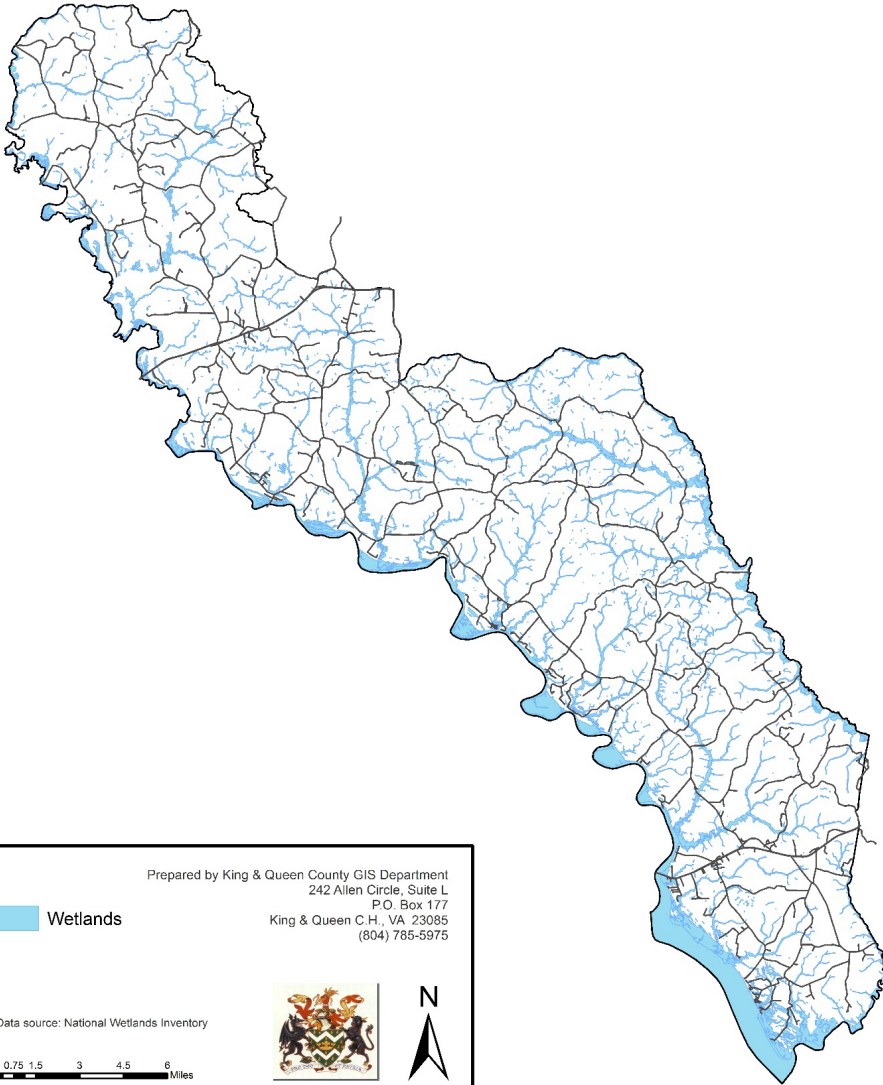 Prepared by King & Queen County GIS Department
242 Allen Circle, Suite L
P.O. Box 177
King & Queen C.H., VA 23085
(804) 785-5975
Wetlands
N
Data source: National Wetlands Inventory
0.75 1.5 3 4.5 6
Miles